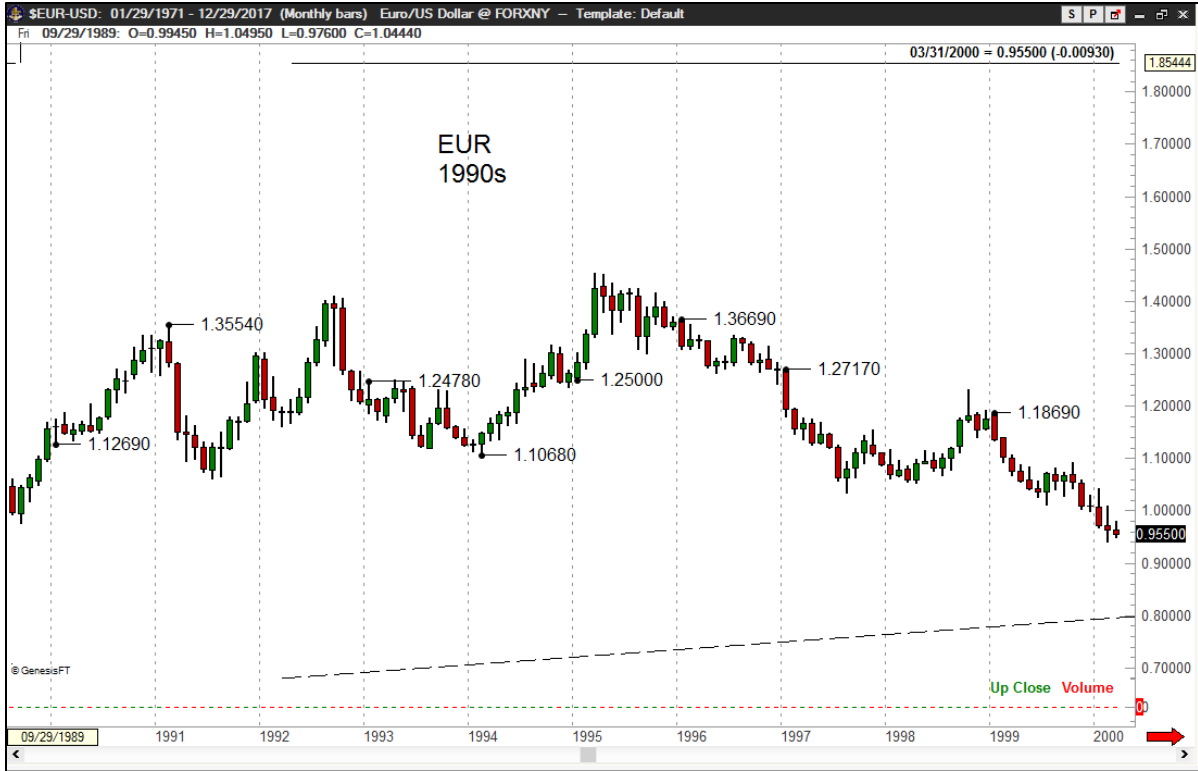 $EUR-USD: 01/29/1971 - 12/29/2017 (Monthly bars) Euro/US Dollar @ FORXNY – Template: Default
S P
Fri 09/29/1989: O=0.99450 H=1.04950 L=0.97600 C=1.04440
03/31/2000 = 0.95500 (-0.00930)
1.85444
1.80000
EUR
1990s
1.70000
1.60000
1.50000
1.40000
1.35540
1.36690
1.30000
1.24780
1.25000
1.27170
1.20000
1.18690
1.12690
1.10680
1.10000
1.00000
0.95500
0.90000
0.80000
© GenesisFT
0.70000
Up Close Volume
00
09/29/1989 1991 1992 1993 1994 1995 1996 1997 1998 1999 2000